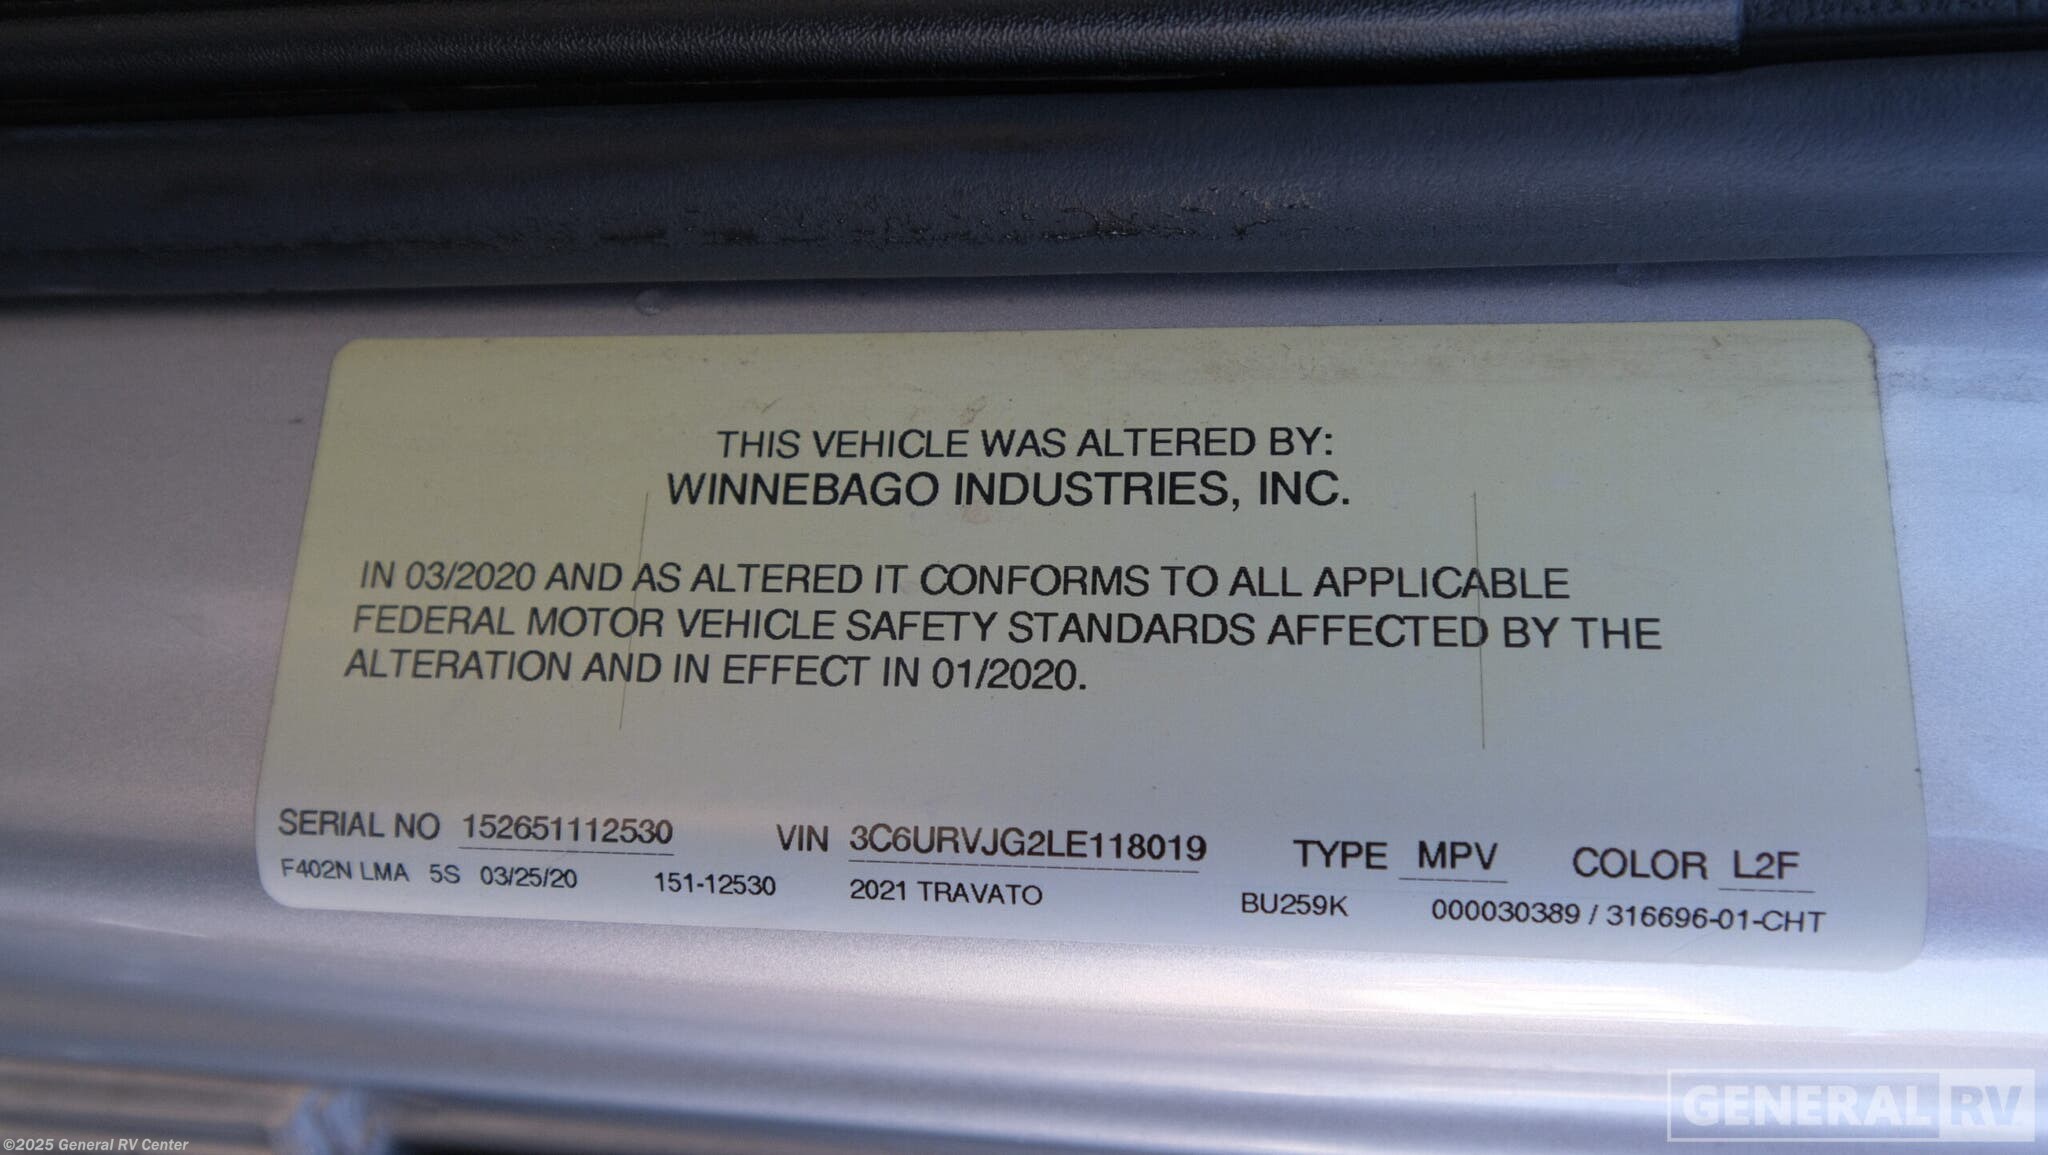 THIS VEHICLE WAS ALTERED BY:
WINNEBAGO INDUSTRIES, INC.
IN 03/2020 AND AS ALTERED IT CONFORMS TO ALL APPLICABLE
FEDERAL MOTOR VEHICLE SAFETY STANDARDS AFFECTED BY THE
ALTERATION AND IN EFFECT IN 01/2020.
SERIAL NO 152651112530 VIN 3C6URVJG2LE118019 TYPE MPV COLOR L2F
F402N LMA 5S 03/25/20 151-12530 2021 TRAVATO BU259K 000030389 / 316696-01-CHT
GENERAL RV
©2025 General RV Center